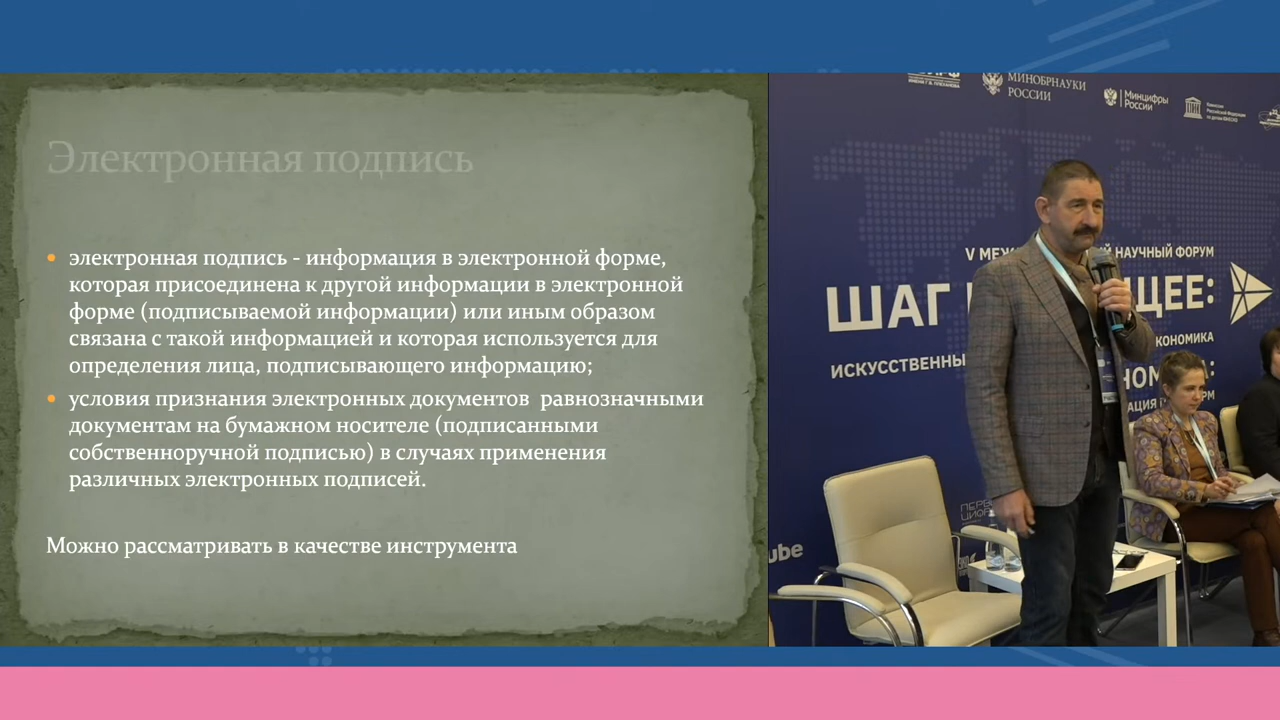 Электронная подпись
• электронная подпись - информация в электронной форме,
которая присоединена к другой информации в электронной
форме (подписываемой информации) или иным образом
связана с такой информацией и которая используется для
определения лица, подписывающего информацию;
• условия признания электронных документов равнозначными
документам на бумажном носителе (подписанными
собственноручной подписью) в случаях применения
различных электронных подписей.
Можно рассматривать в качестве инструмента
МИНОБРНАУКИ
РОССИИ
Минцифры
России
НАУЧНЫЙ ФОРУМ
ШАГ
ЩЕЕ: